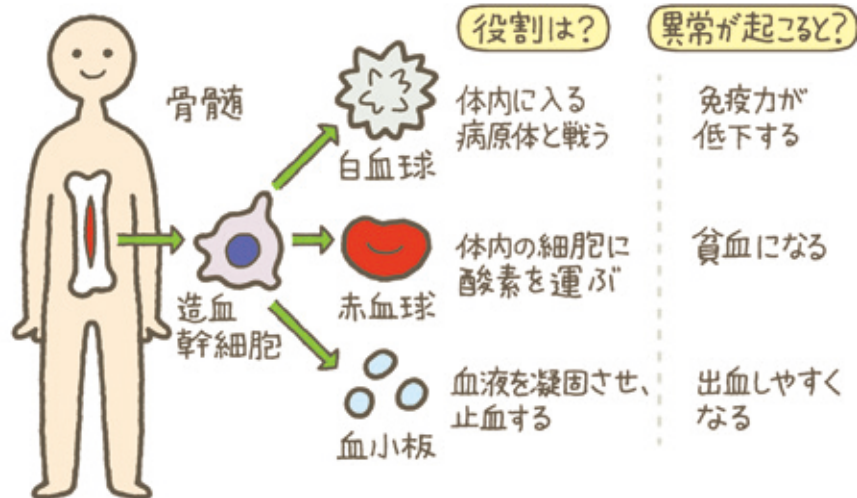 役割は?
異常が起こると?
骨髄
造血
幹細胞
白血球
体内に入る
病原体と戦う
免疫力が
低下する
赤血球
体内の細胞に
酸素を運ぶ
貧血になる
血小板
血液を凝固させ、
止血する
出血しやすく
なる